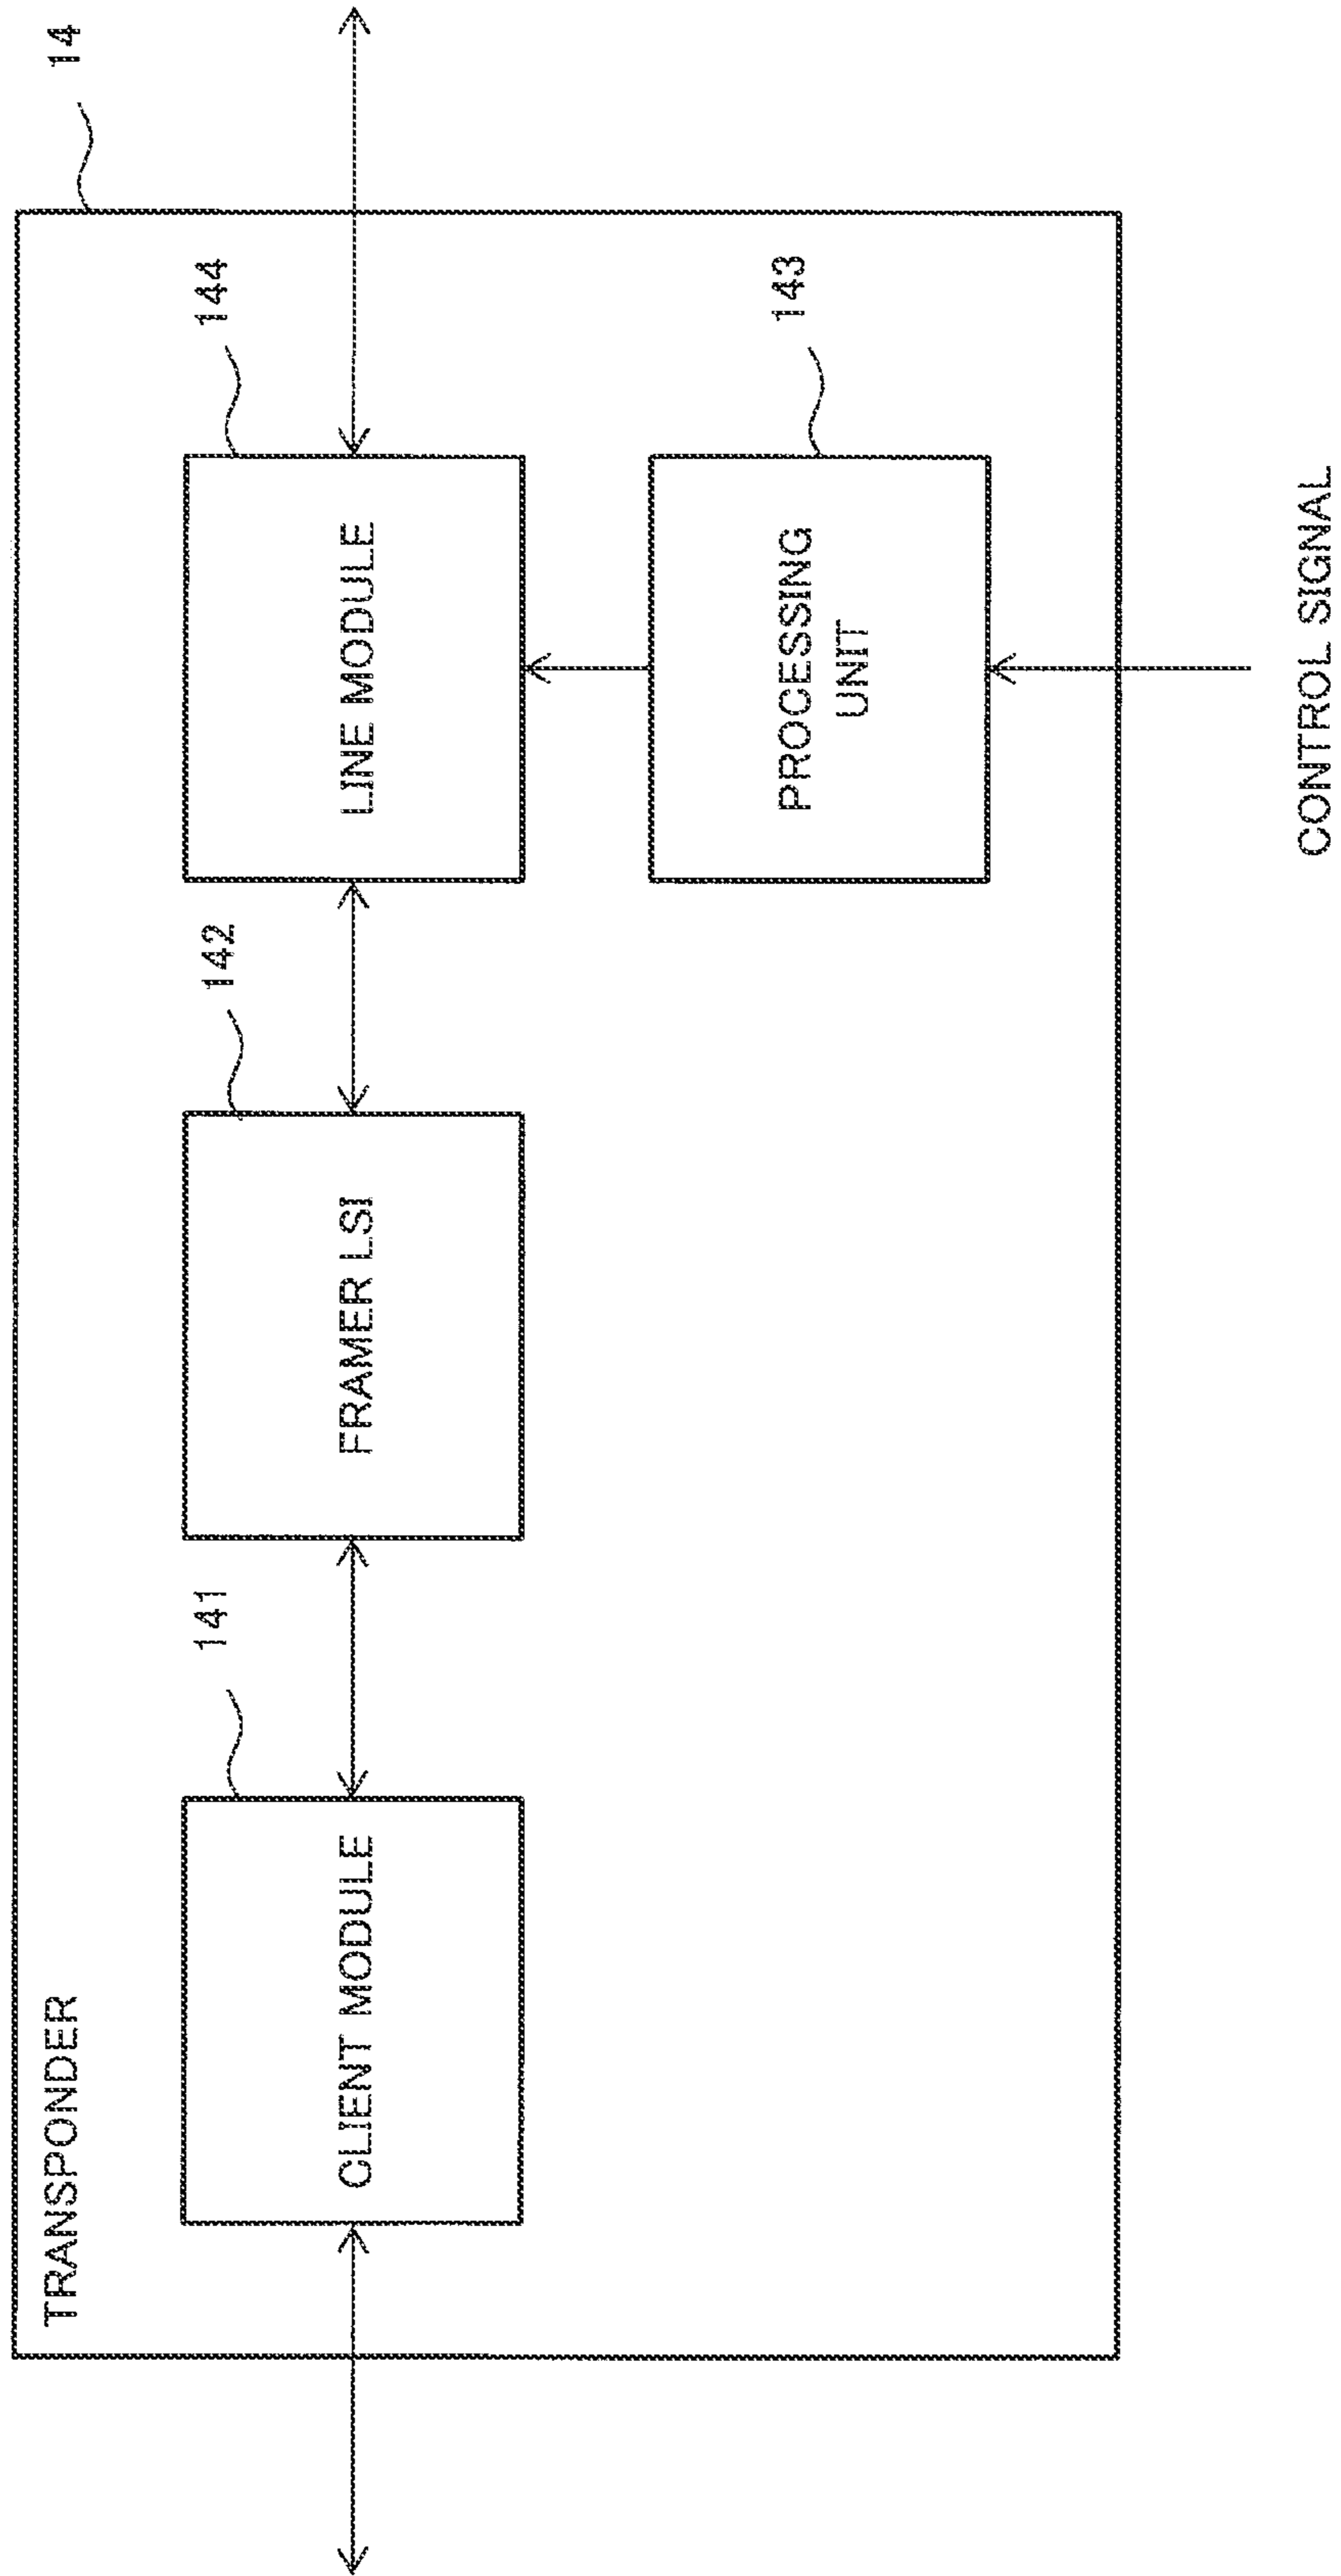 TRANSPONDER
14
141
142
144
CLIENT MODULE
FRAMER LSI
LINE MODULE
143
PROCESSING
UNIT
CONTROL SIGNAL